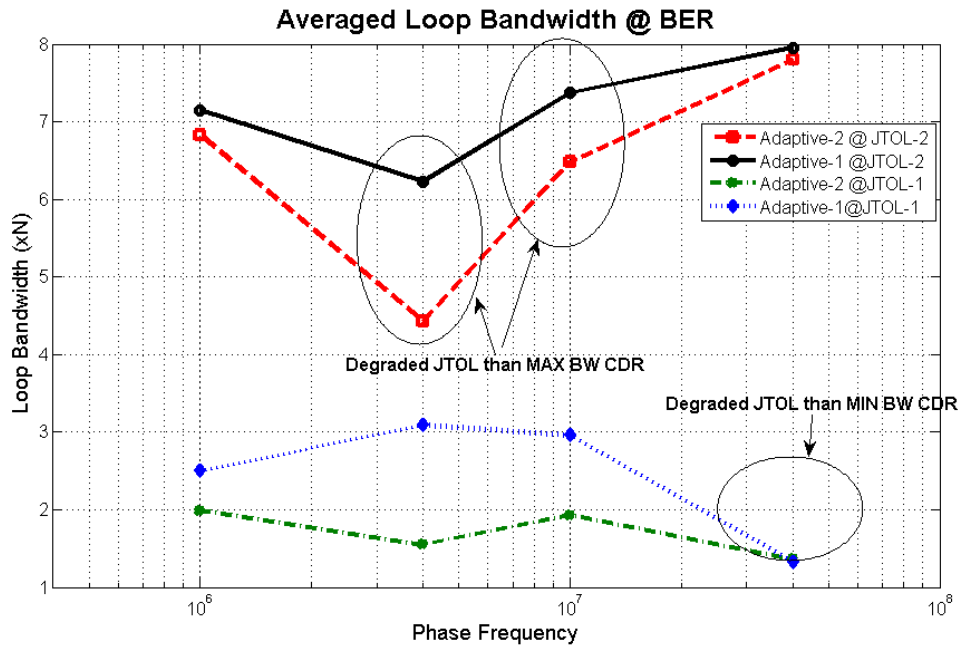 Averaged Loop Bandwidth @ BER
Loop Bandwidth (xN)
8
7
6
5
4
3
2
1
Adaptive-2 @ JTOL-2
Adaptive-1 @JTOL-2
Adaptive-2 @JTOL-1
Adaptive-1@JTOL-1
Degraded JTOL than MAX BW CDR
Degraded JTOL than MIN BW CDR
10^6
10^7
10^8
Phase Frequency